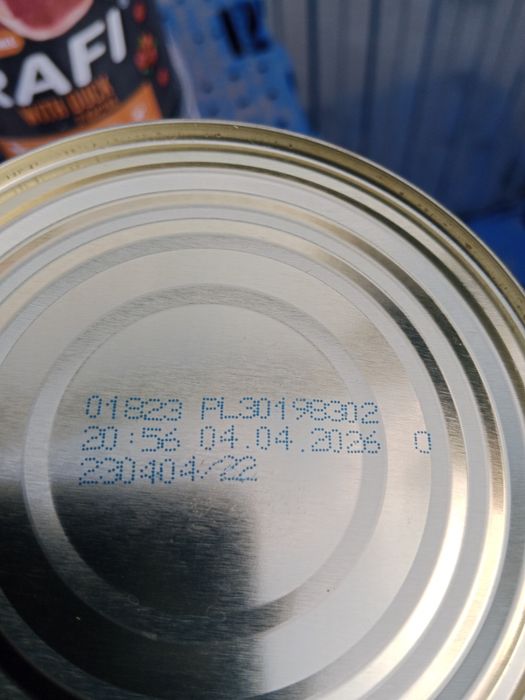 RAFI
WITH DUCK
01823 PL30198302
20:56 04.04.2026 0
230404/22